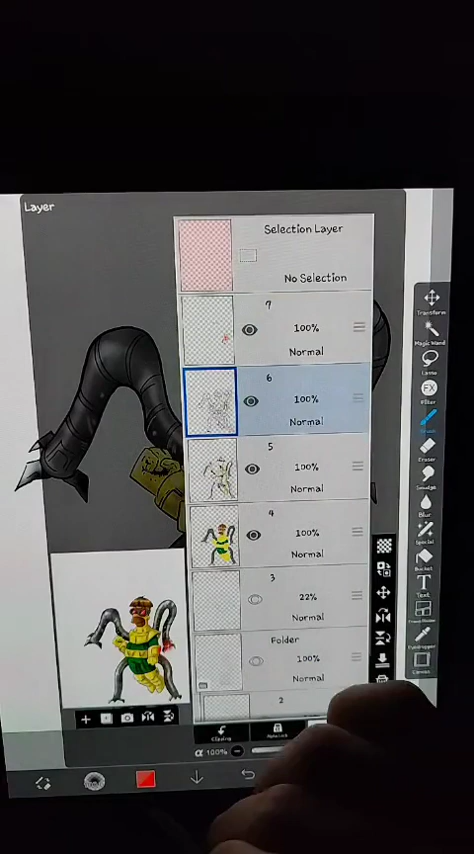 Layer
Selection Layer
No Selection
7
100%
Normal
6
100%
Normal
5
100%
Normal
4
100%
Normal
3
22%
Normal
Folder
100%
Normal
2
Clipping
α 100%
Transform
Magic Wand
Lasso
FX
Filter
Eraser
Smudge
Blur
Special
Bucket
T
Text
Eyedropper
Canvas